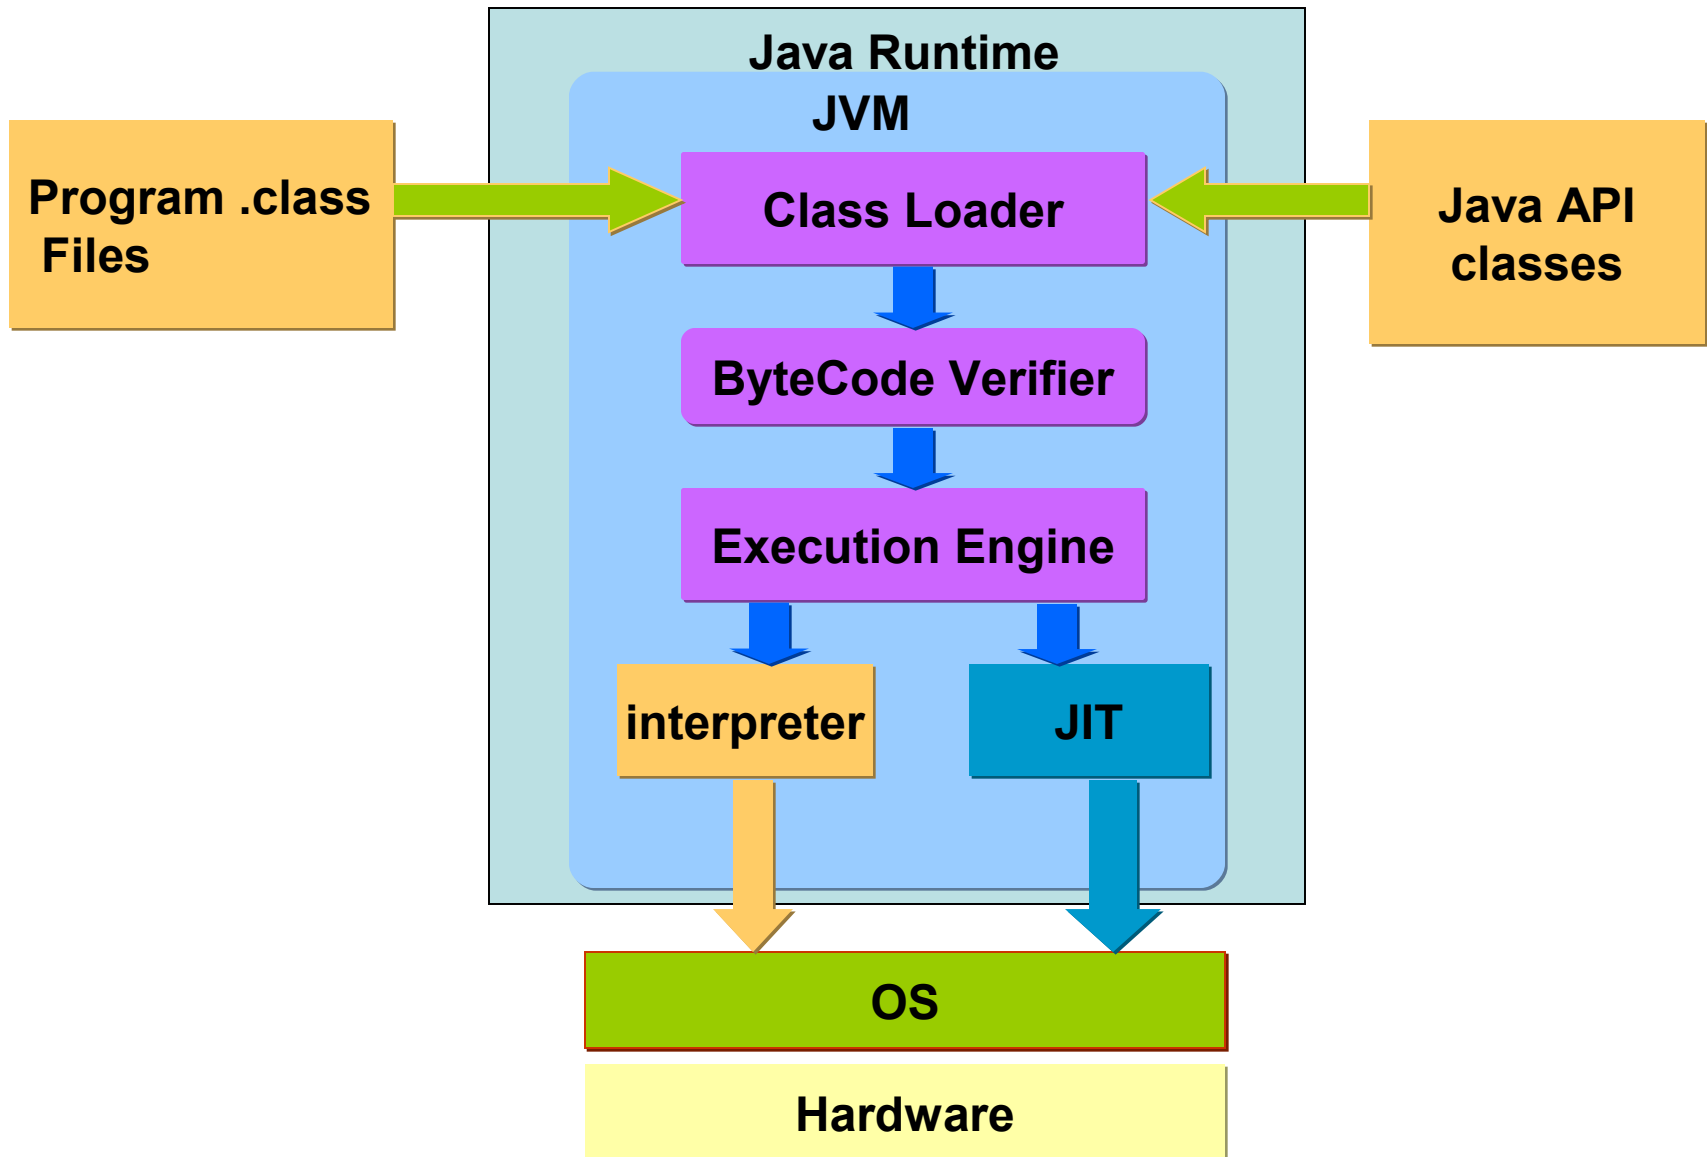 Java Runtime
JVM
Program .class
Files
Class Loader
Java API
classes
ByteCode Verifier
Execution Engine
interpreter
JIT
OS
Hardware